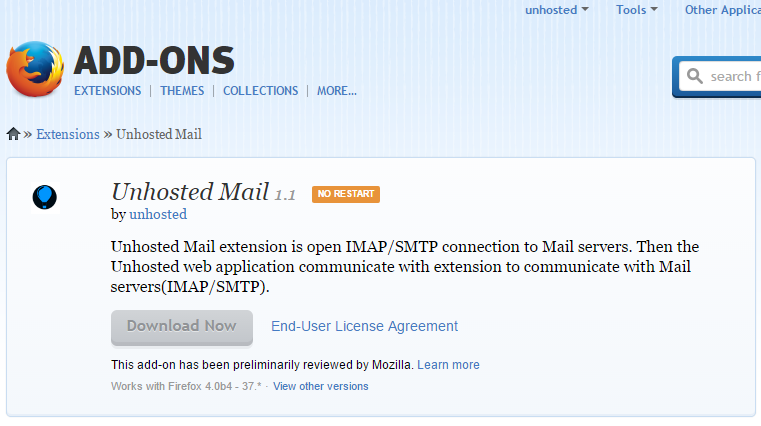 unhosted Tools Other Applica
ADD-ONS
EXTENSIONS | THEMES | COLLECTIONS | MORE...
search f
» Extensions » Unhosted Mail
Unhosted Mail 1.1 NO RESTART
by unhosted
Unhosted Mail extension is open IMAP/SMTP connection to Mail servers. Then the
Unhosted web application communicate with extension to communicate with Mail
servers(IMAP/SMTP).
Download Now End-User License Agreement
This add-on has been preliminarily reviewed by Mozilla. Learn more
Works with Firefox 4.0b4 - 37.* · View other versions